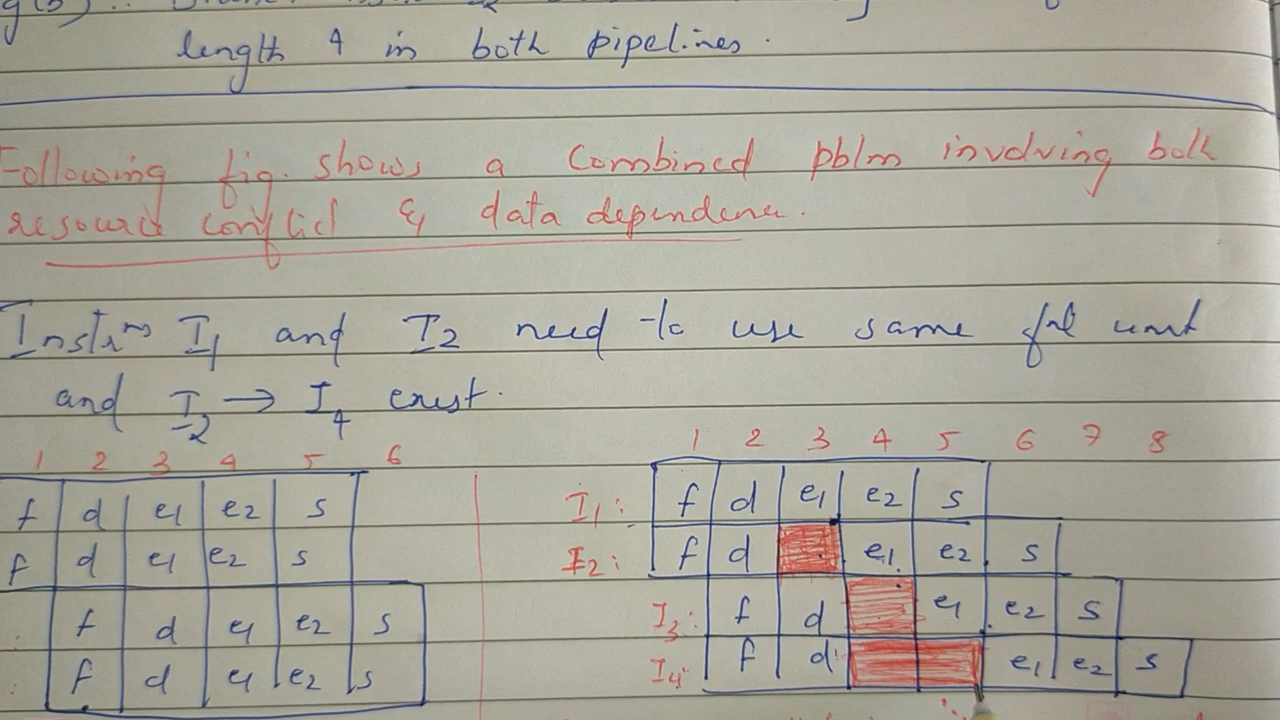 length 4 in both pipelines.
Following fig. shows a combined pblm involving both
resource conflict & data dependence.
Instrⁿˢ I1 and I2 need to use same fnl unit
and I2 → I4 exist.
1 2 3 4 5 6
f d e1 e2 s
f d e1 e2 s
f d e1 e2 s
f d e1 e2 s
1 2 3 4 5 6 7 8
I1: f d e1 e2 s
I2: f d e1 e2 s
I3: f d e1 e2 s
I4: f d e1 e2 s